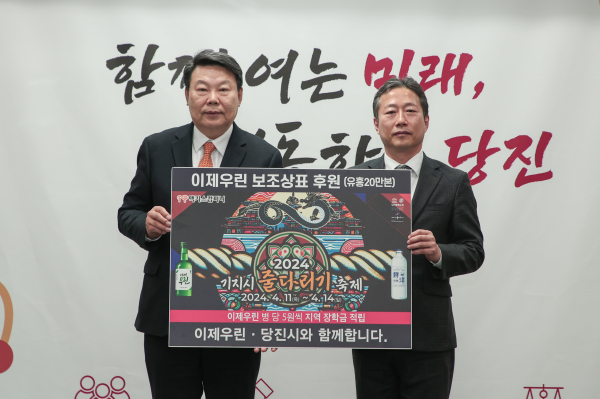 함께 여는 미래,
당진
이제우린 보조상표 후원 (유흥20만본)
2024
기지시 줄다리기 축제
2024. 4. 11.(목) ~ 4. 14.
이제우린 병 당 5원씩 지역 장학금 적립
이제우린 · 당진시와 함께합니다.